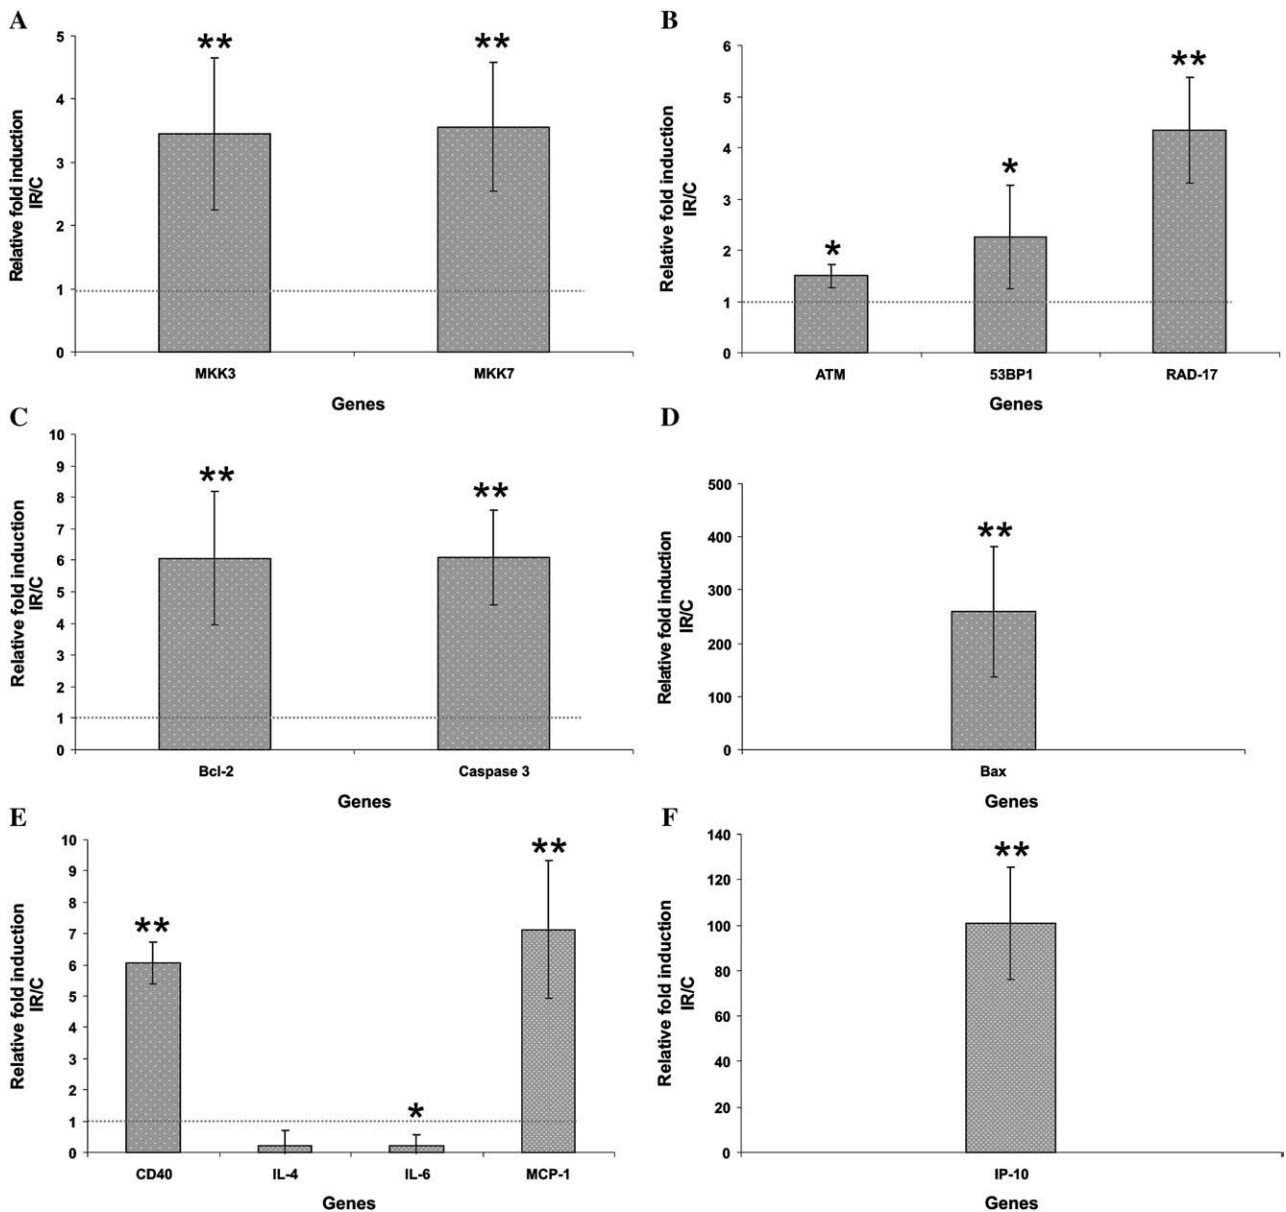 A
5
4
3
2
1
0
Relative fold induction
IR/C
**
**
MKK3
MKK7
Genes
B
6
5
4
3
2
1
0
Relative fold induction
IR/C
*
*
**
ATM
53BP1
RAD-17
Genes
C
10
9
8
7
6
5
4
3
2
1
0
Relative fold induction
IR/C
**
**
Bcl-2
Caspase 3
Genes
D
500
400
300
200
100
0
Relative fold induction
IR/C
**
Bax
Genes
E
10
9
8
7
6
5
4
3
2
1
0
Relative fold induction
IR/C
**
*
**
CD40
IL-4
IL-6
MCP-1
Genes
F
140
120
100
80
60
40
20
0
Relative fold induction
IR/C
**
IP-10
Genes